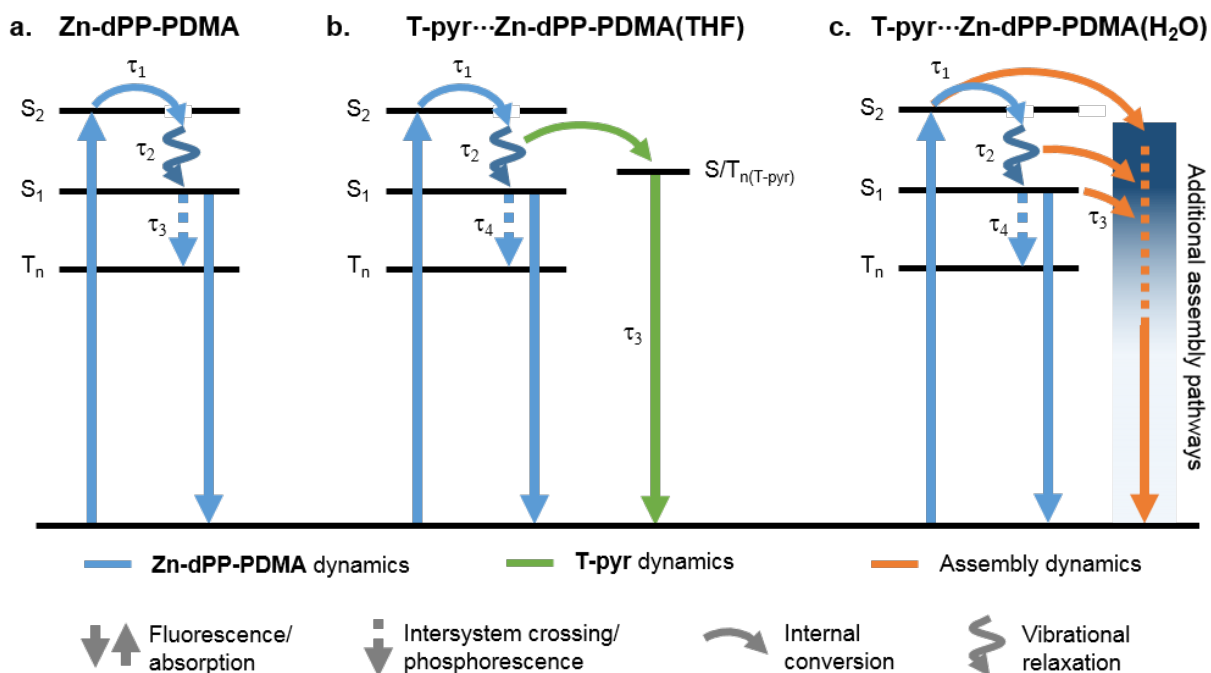 a. Zn-dPP-PDMA
b. T-pyr···Zn-dPP-PDMA(THF)
c. T-pyr···Zn-dPP-PDMA(H₂O)
τ₁
S₂
τ₂
S₁
τ₃
Tₙ
τ₁
S₂
τ₂
S₁
τ₄
Tₙ
S/Tₙ(T-pyr)
τ₃
τ₁
S₂
τ₂
S₁
τ₃
τ₄
Tₙ
Additional assembly pathways
Zn-dPP-PDMA dynamics
T-pyr dynamics
Assembly dynamics
Fluorescence/
absorption
Intersystem crossing/
phosphorescence
Internal
conversion
Vibrational
relaxation